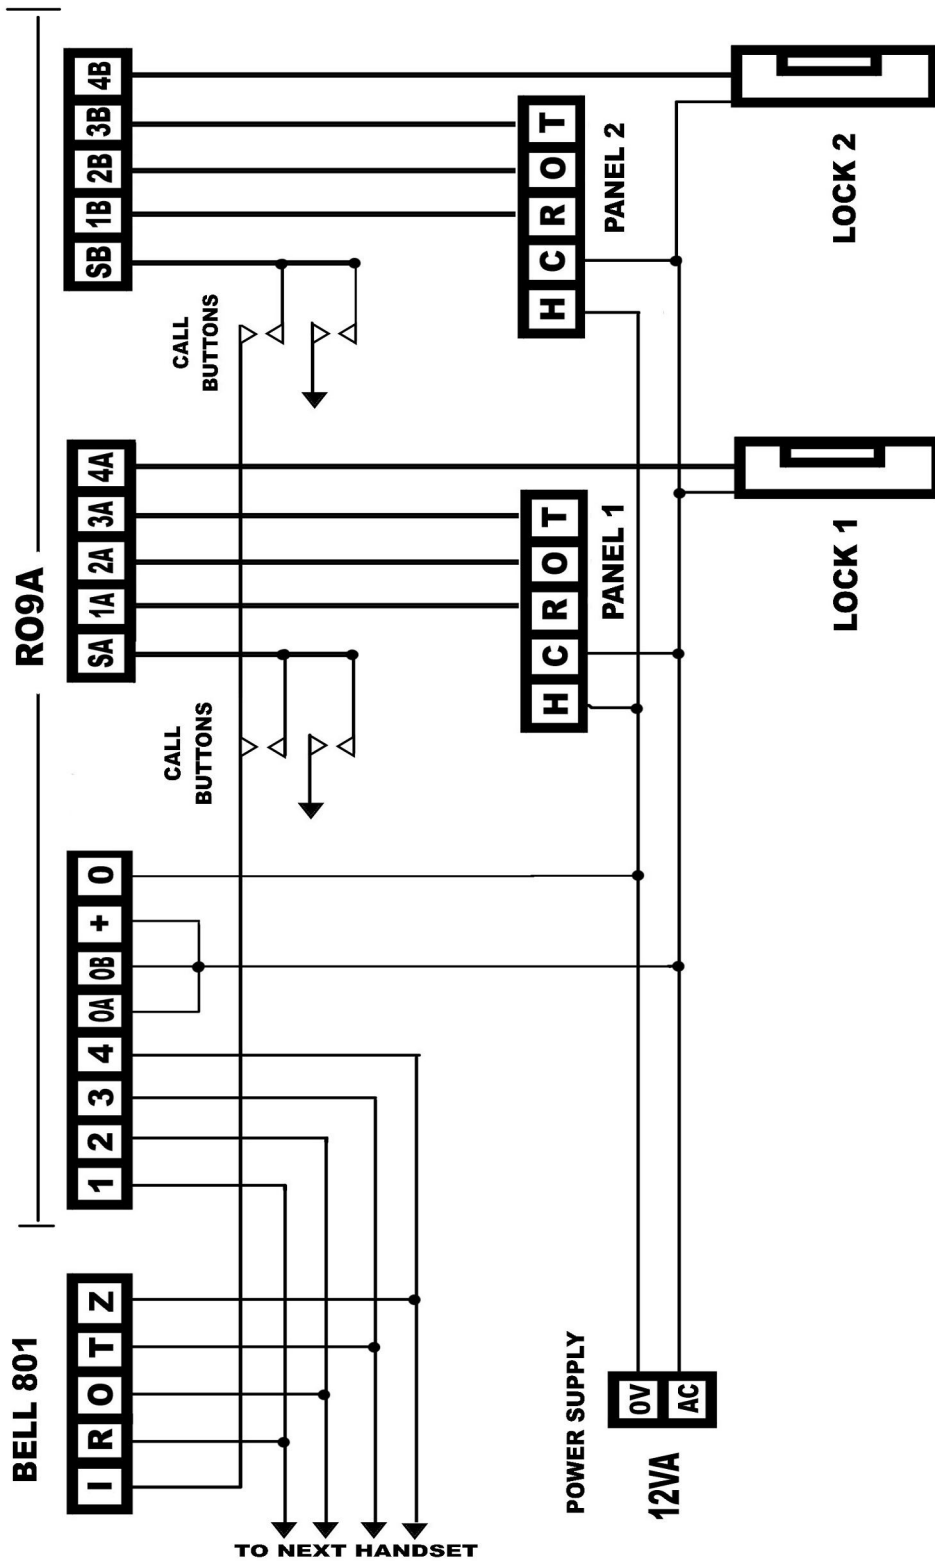 BELL 801
RO9A
I R O T Z
1 2 3 4 0A 0B + 0
SA 1A 2A 3A 4A
SB 1B 2B 3B 4B
CALL
BUTTONS
CALL
BUTTONS
TO NEXT HANDSET
H C R O T
PANEL 1
H C R O T
PANEL 2
POWER SUPPLY
0V
AC
12VA
LOCK 1
LOCK 2